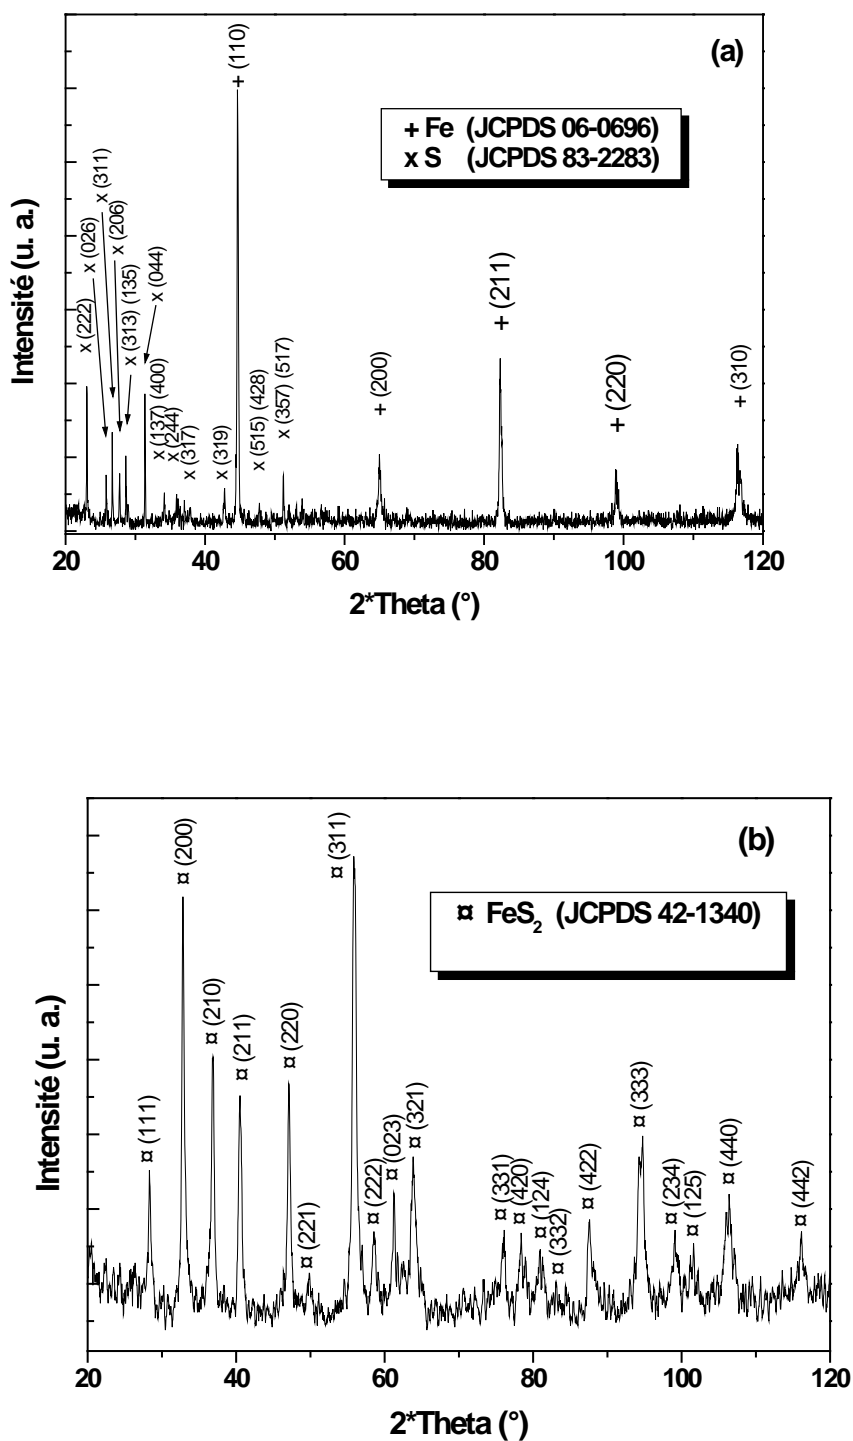 (a)
+ Fe (JCPDS 06-0696)
x S (JCPDS 83-2283)
Intensité (u. a.)
x (222)
x (026)
x (311)
x (206)
x (313) (135)
x (044)
x (137) (400)
x (244)
x (317)
x (319)
+ (110)
x (515) (428)
x (357) (517)
+ (200)
+ (211)
+ (220)
+ (310)
20 40 60 80 100 120
2*Theta (°)
(b)
¤ FeS2 (JCPDS 42-1340)
Intensité (u. a.)
¤ (111)
¤ (200)
¤ (210)
¤ (211)
¤ (220)
¤ (221)
¤ (311)
¤ (222)
¤ (023)
¤ (321)
¤ (331)
¤ (420)
¤ (124)
¤ (332)
¤ (422)
¤ (333)
¤ (234)
¤ (125)
¤ (440)
¤ (442)
20 40 60 80 100 120
2*Theta (°)